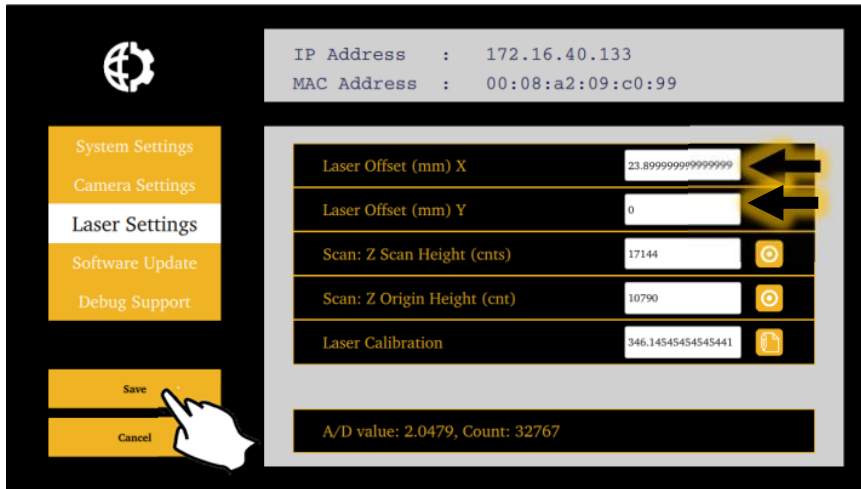 IP Address : 172.16.40.133
MAC Address : 00:08:a2:09:c0:99
System Settings
Camera Settings
Laser Settings
Software Update
Debug Support
Save
Cancel
Laser Offset (mm) X 23.899999999999999
Laser Offset (mm) Y 0
Scan: Z Scan Height (cnts) 17144
Scan: Z Origin Height (cnt) 10790
Laser Calibration 346.14545454545441
A/D value: 2.0479, Count: 32767